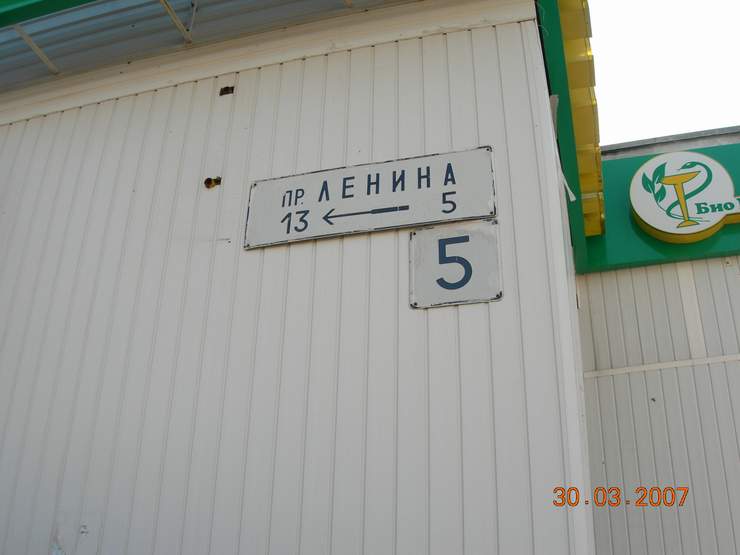 ПР. ЛЕНИНА
13 ← 5
5
Био
30.03.2007